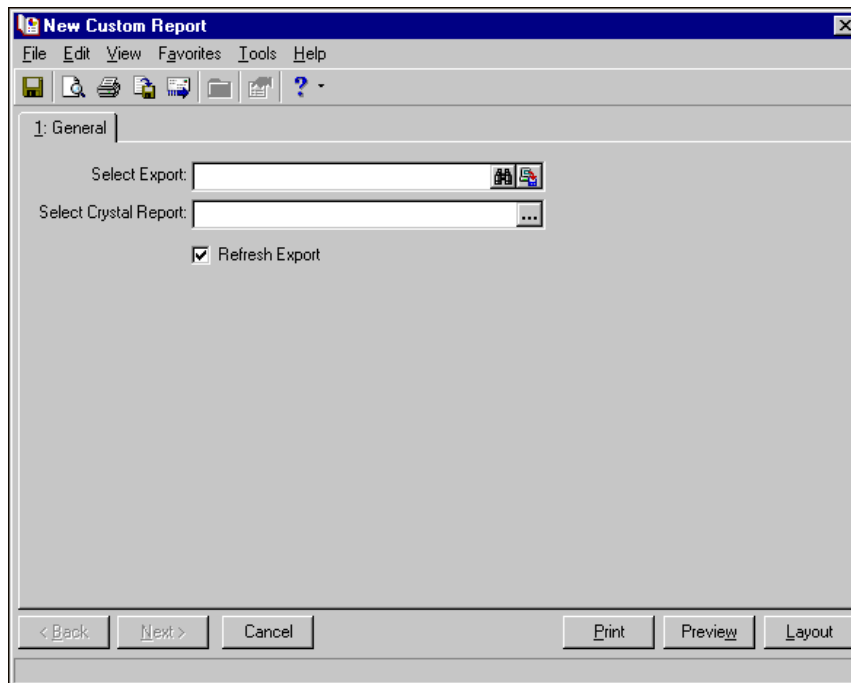 New Custom Report
File Edit View Favorites Tools Help
?
1: General
Select Export:
Select Crystal Report:
...
Refresh Export
< Back Next > Cancel Print Preview Layout